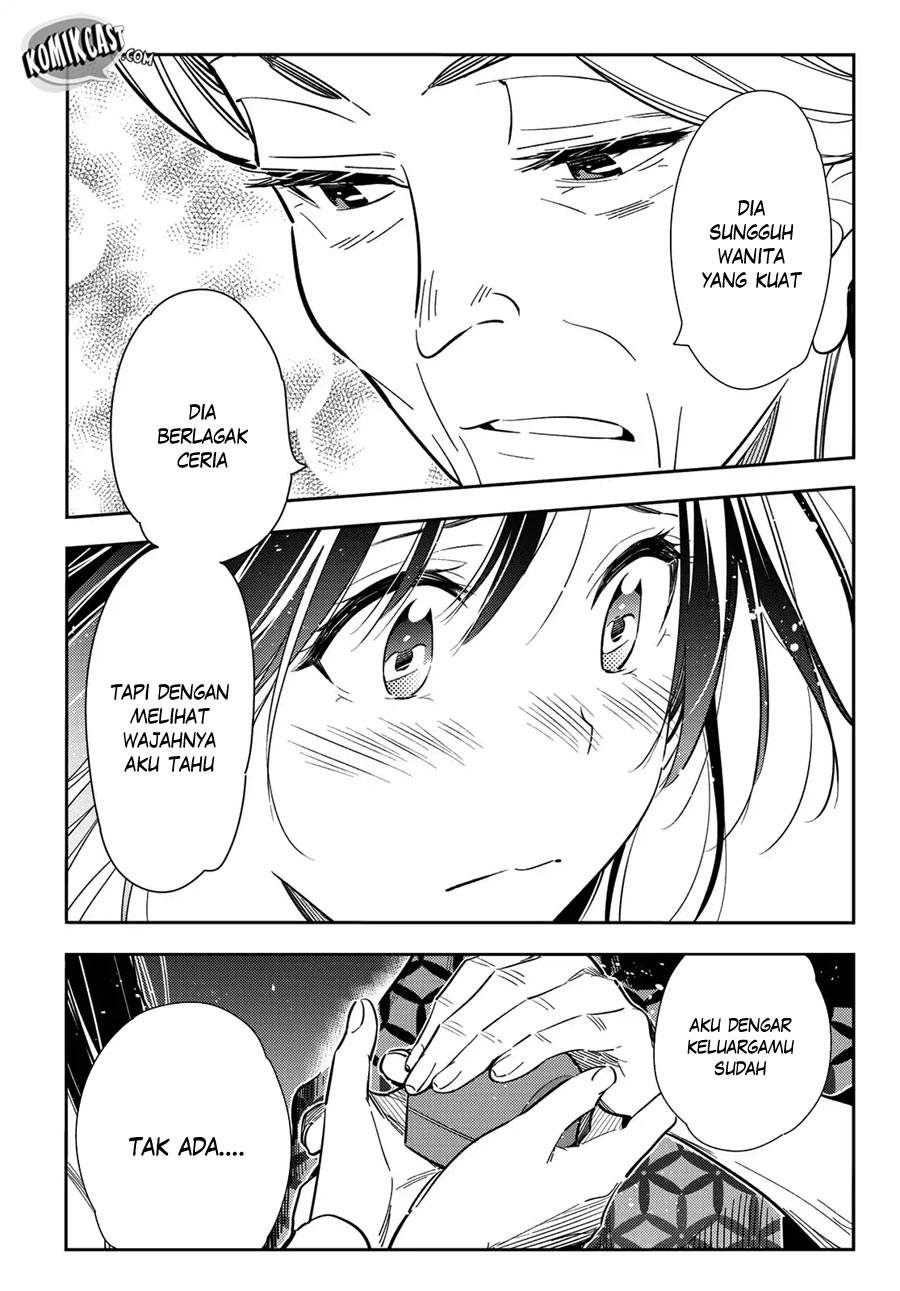 KOMIKCAST
.COM
DIA
SUNGGUH
WANITA
YANG KUAT
DIA
BERLAGAK
CERIA
TAPI DENGAN
MELIHAT
WAJAHNYA
AKU TAHU
AKU DENGAR
KELUARGAMU
SUDAH
TAK ADA....